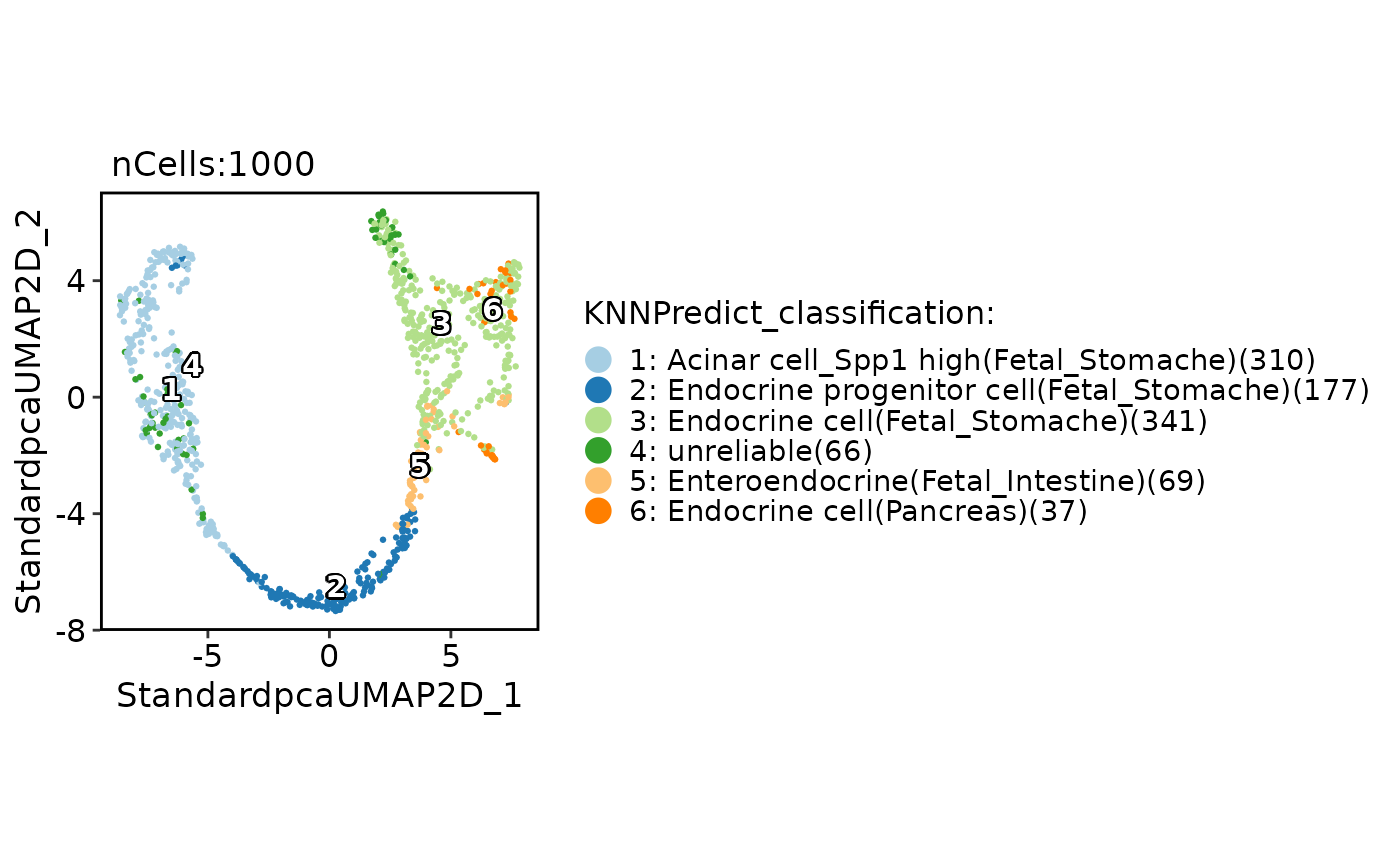 nCells:1000
StandardpcaUMAP2D_2
4
0
-4
-8
-5
0
5
StandardpcaUMAP2D_1
1
2
3
4
5
6
KNNPredict_classification:
1: Acinar cell_Spp1 high(Fetal_Stomache)(310)
2: Endocrine progenitor cell(Fetal_Stomache)(177)
3: Endocrine cell(Fetal_Stomache)(341)
4: unreliable(66)
5: Enteroendocrine(Fetal_Intestine)(69)
6: Endocrine cell(Pancreas)(37)